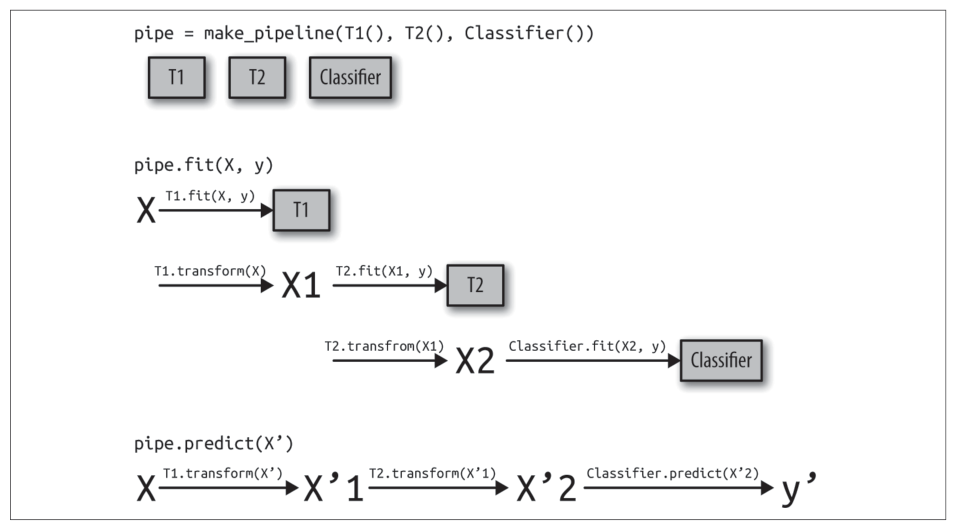 pipe = make_pipeline(T1(), T2(), Classifier())
T1 T2 Classifier
pipe.fit(X, y)
X T1.fit(X, y) T1
T1.transform(X) X1 T2.fit(X1, y) T2
T2.transfrom(X1) X2 Classifier.fit(X2, y) Classifier
pipe.predict(X’)
X T1.transform(X’) X’1 T2.transform(X’1) X’2 Classifier.predict(X’2) y’